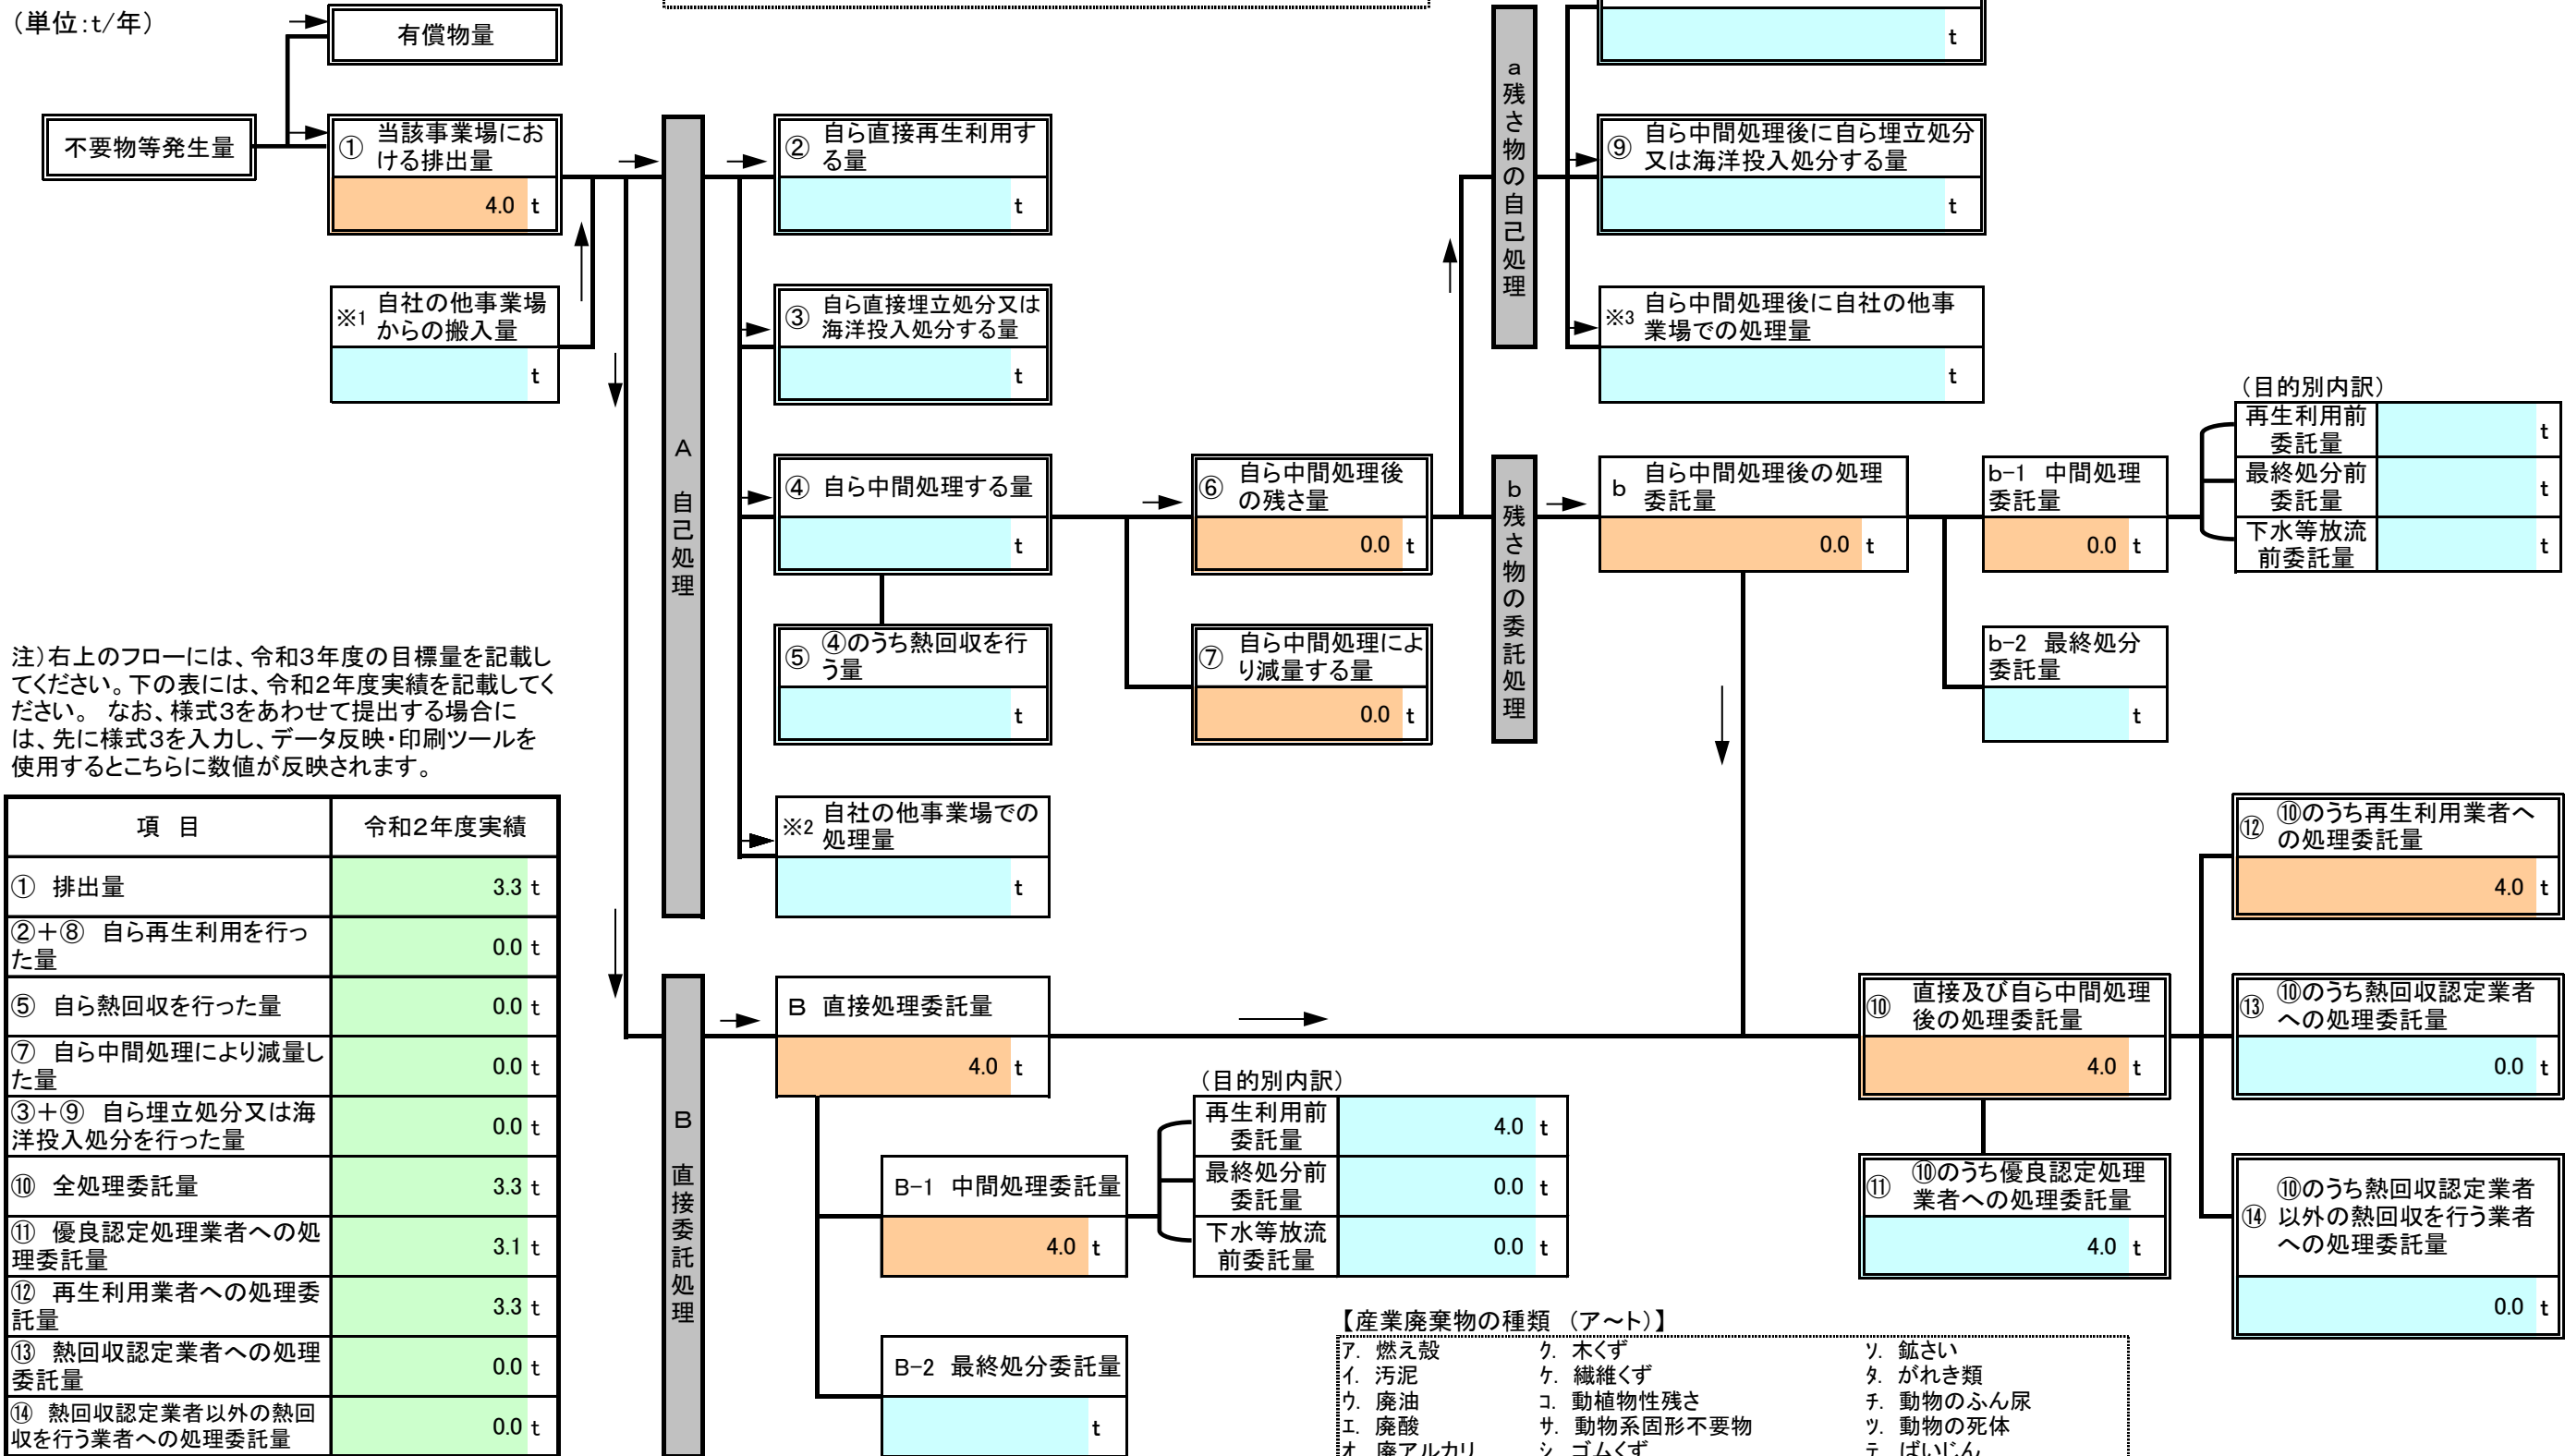 (単位:t/年)
有償物量
不要物等発生量
① 当該事業場にお
ける排出量
4.0 t
※1 自社の他事業場
からの搬入量
t
A 自己処理
② 自ら直接再生利用す
る量
t
③ 自ら直接埋立処分又は
海洋投入処分する量
t
④ 自ら中間処理する量
t
⑤ ④のうち熱回収を行
う量
t
※2 自社の他事業場での
処理量
t
⑥ 自ら中間処理後
の残さ量
0.0 t
⑦ 自ら中間処理によ
り減量する量
0.0 t
a残さ物の自己処理
t
⑨ 自ら中間処理後に自ら埋立処分
又は海洋投入処分する量
t
※3 自ら中間処理後に自社の他事
業場での処理量
t
b残さ物の委託処理
b 自ら中間処理後の処理
委託量
0.0 t
b-1 中間処理
委託量
0.0 t
b-2 最終処分
委託量
t
(目的別内訳)
再生利用前
委託量
t
最終処分前
委託量
t
下水等放流
前委託量
t
注)右上のフローには、令和3年度の目標量を記載し
てください。下の表には、令和2年度実績を記載してく
ださい。 なお、様式3をあわせて提出する場合に
は、先に様式3を入力し、データ反映・印刷ツールを
使用するとこちらに数値が反映されます。
項 目 令和2年度実績
① 排出量 3.3 t
②+⑧ 自ら再生利用を行っ
た量 0.0 t
⑤ 自ら熱回収を行った量 0.0 t
⑦ 自ら中間処理により減量し
た量 0.0 t
③+⑨ 自ら埋立処分又は海
洋投入処分を行った量 0.0 t
⑩ 全処理委託量 3.3 t
⑪ 優良認定処理業者への処
理委託量 3.1 t
⑫ 再生利用業者への処理委
託量 3.3 t
⑬ 熱回収認定業者への処理
委託量 0.0 t
⑭ 熱回収認定業者以外の熱回
収を行う業者への処理委託量 0.0 t
B 直接委託処理
B 直接処理委託量
4.0 t
B-1 中間処理委託量
4.0 t
B-2 最終処分委託量
t
(目的別内訳)
再生利用前
委託量
4.0 t
最終処分前
委託量
0.0 t
下水等放流
前委託量
0.0 t
⑩ 直接及び自ら中間処理
後の処理委託量
4.0 t
⑪ ⑩のうち優良認定処理
業者への処理委託量
4.0 t
⑫ ⑩のうち再生利用業者へ
の処理委託量
4.0 t
⑬ ⑩のうち熱回収認定業者
への処理委託量
0.0 t
⑭ ⑩のうち熱回収認定業者
以外の熱回収を行う業者
への処理委託量
0.0 t
【産業廃棄物の種類 (ア~ト)】
ア. 燃え殻 ク. 木くず ソ. 鉱さい
イ. 汚泥 ケ. 繊維くず タ. がれき類
ウ. 廃油 コ. 動植物性残さ チ. 動物のふん尿
エ. 廃酸 サ. 動物系固形不要物 ツ. 動物の死体
オ. 廃アルカリ シ. ゴムくず テ. ばいじん